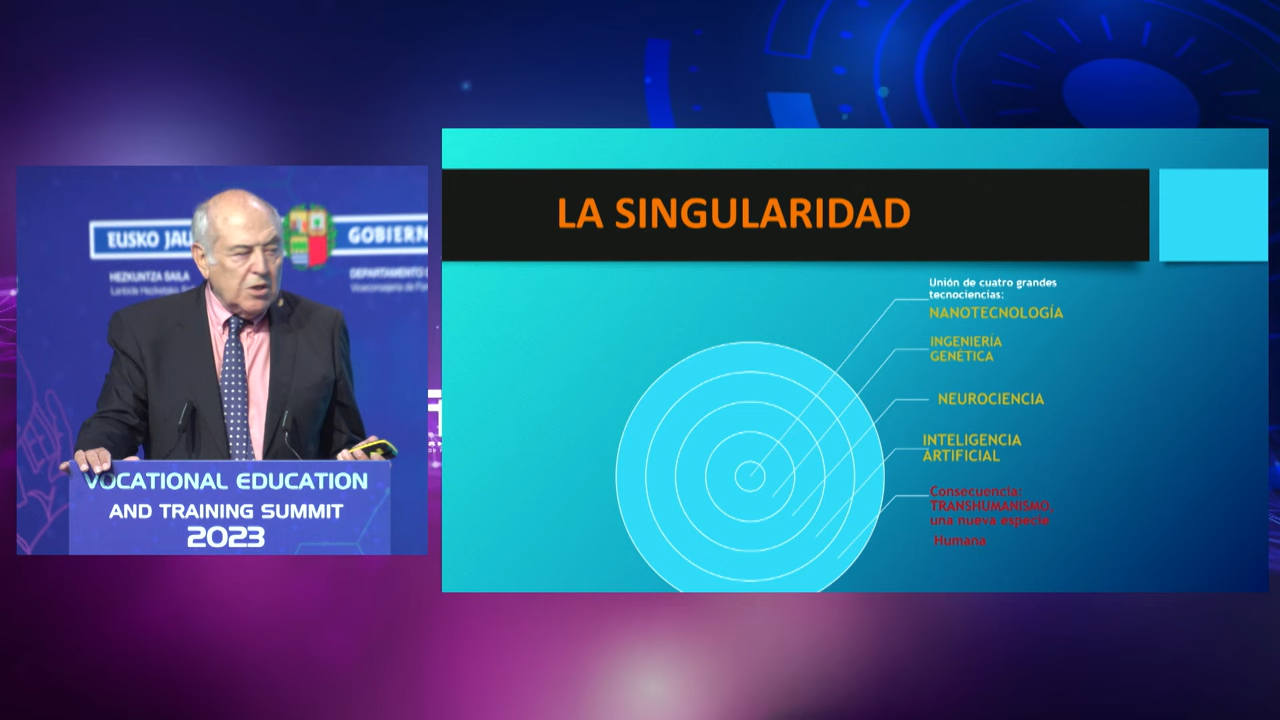 EUSKO JAU
GOBIERN
HEZKUNTZA SAILA
DEPARTAMENTO D
VOCATIONAL EDUCATION
AND TRAINING SUMMIT
2023
LA SINGULARIDAD
Unión de cuatro grandes
tecnociencias:
NANOTECNOLOGÍA
INGENIERÍA
GENÉTICA
NEUROCIENCIA
INTELIGENCIA
ARTIFICIAL
Consecuencia:
TRANSHUMANISMO,
una nueva especie
Humana